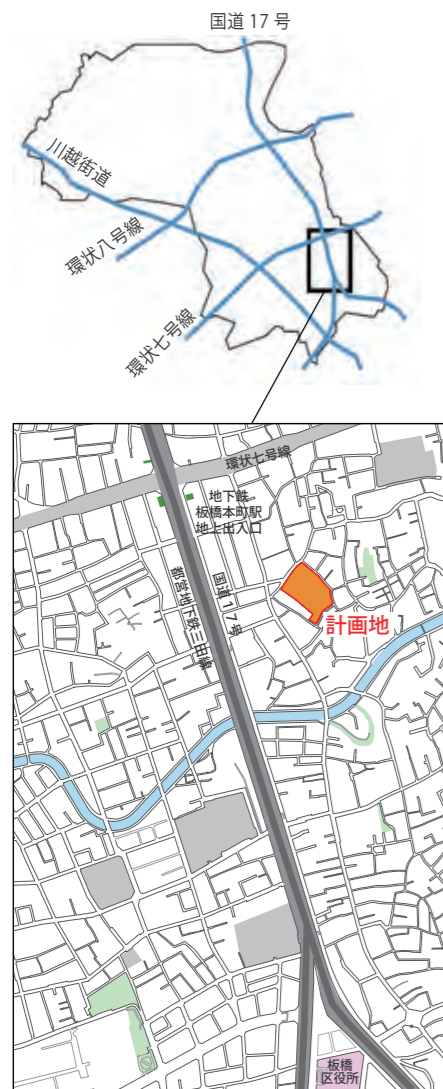 国道 17 号
川越街道
環状八号線
環状七号線
環状七号線
地下鉄
板橋本町駅
地上出入口
都営地下鉄三田線
国道17号
計画地
板橋
区役所